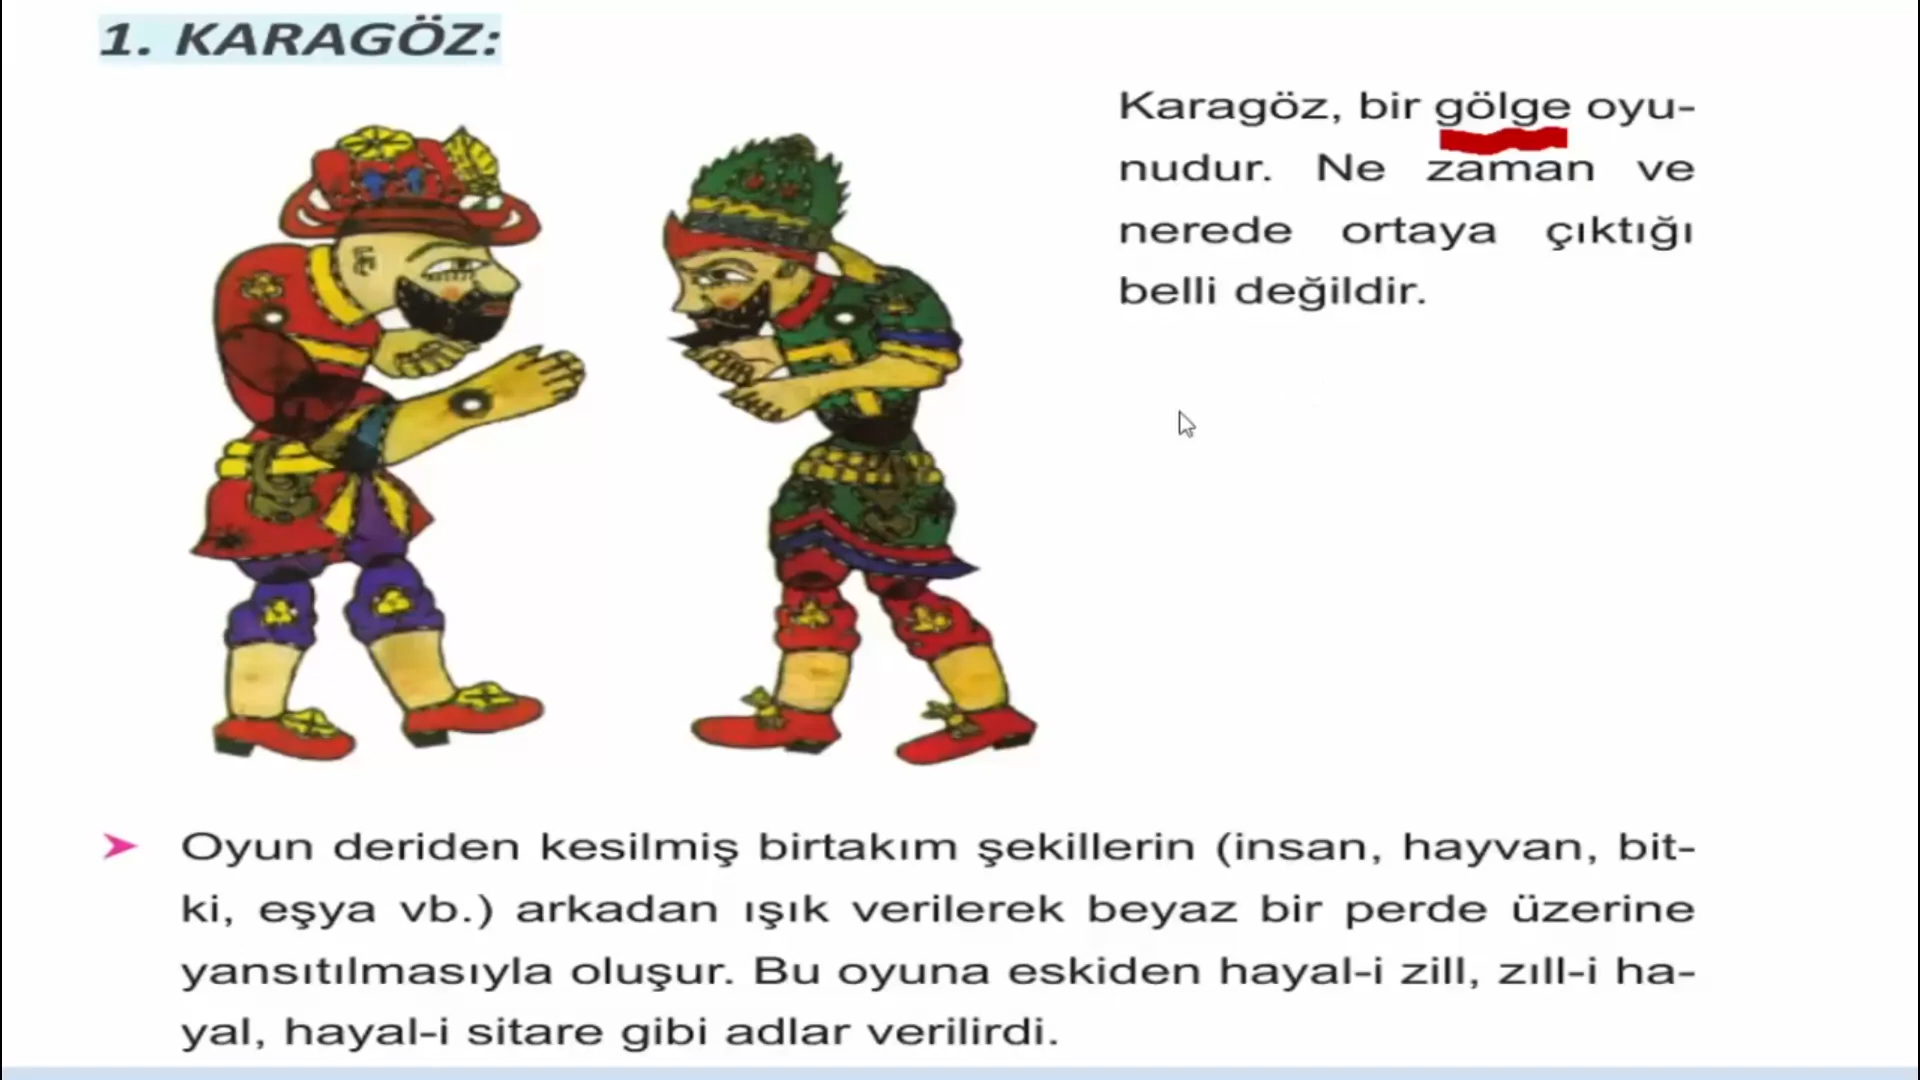 1. KARAGÖZ:
Karagöz, bir gölge oyu-
nudur. Ne zaman ve
nerede ortaya çıktığı
belli değildir.
Oyun deriden kesilmiş birtakım şekillerin (insan, hayvan, bit-
ki, eşya vb.) arkadan ışık verilerek beyaz bir perde üzerine
yansıtılmasıyla oluşur. Bu oyuna eskiden hayal-i zill, zıll-i ha-
yal, hayal-i sitare gibi adlar verilirdi.